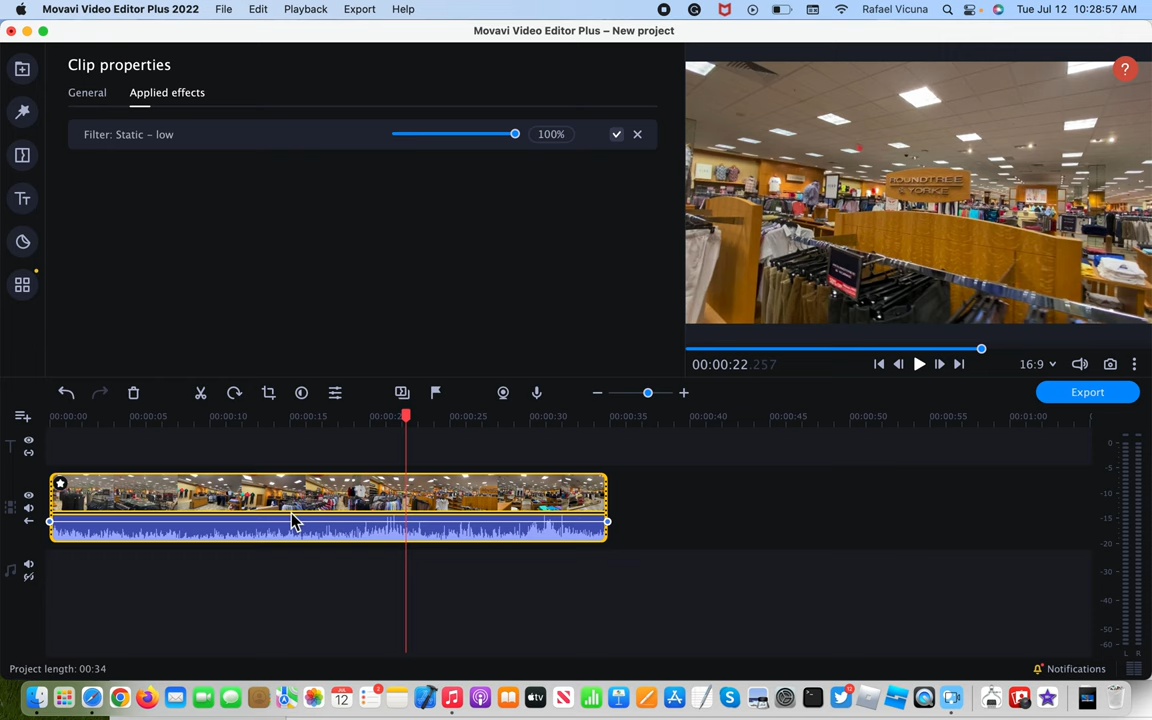 Movavi Video Editor Plus 2022 File Edit Playback Export Help Rafael Vicuna Tue Jul 12 10:28:57 AM
Movavi Video Editor Plus – New project
Clip properties
General Applied effects
Filter: Static – low 100%
ROUNDTREE
& YORKE
?
00:00:22.257 16:9
Export
00:00:00 00:00:05 00:00:10 00:00:15 00:00:2 00:00:25 00:00:30 00:00:35 00:00:40 00:00:45 00:00:50 00:00:55 00:01:00
0
-5
-10
-15
-20
-30
-40
-50
-60
L R
Project length: 00:34
Notifications